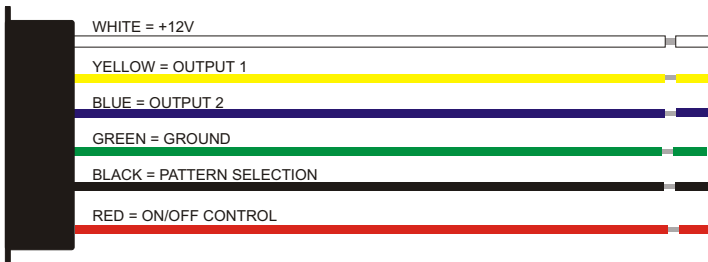 WHITE = +12V
YELLOW = OUTPUT 1
BLUE = OUTPUT 2
GREEN = GROUND
BLACK = PATTERN SELECTION
RED = ON/OFF CONTROL